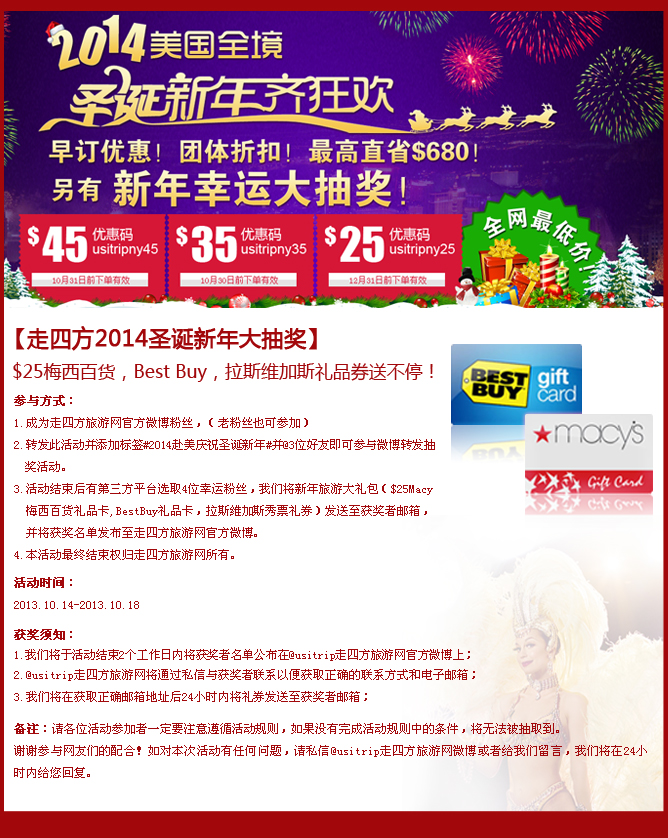 2014美国全境
圣诞新年齐狂欢
早订优惠！团体折扣！最高直省$680！
另有 新年幸运大抽奖！
$45 优惠码 usitripny45
10月31日前下单有效
$35 优惠码 usitripny35
10月30日前下单有效
$25 优惠码 usitripny25
12月31日前下单有效
全网最低价！
【走四方2014圣诞新年大抽奖】
$25梅西百货，Best Buy，拉斯维加斯礼品券送不停！
BEST BUY gift card
macy's
Gift Card
参与方式：
1.成为走四方旅游网官方微博粉丝，（老粉丝也可参加）
2.转发此活动并添加标签#2014赴美庆祝圣诞新年#并@3位好友即可参与微博转发抽
奖活动。
3.活动结束后有第三方平台选取4位幸运粉丝，我们将新年旅游大礼包（$25Macy
梅西百货礼品卡,BestBuy礼品卡，拉斯维加斯秀票礼券）发送至获奖者邮箱，
并将获奖名单发布至走四方旅游网官方微博。
4.本活动最终结束权归走四方旅游网所有。
活动时间：
2013.10.14-2013.10.18
获奖须知：
1.我们将于活动结束2个工作日内将获奖者名单公布在@usitrip走四方旅游网官方微博上；
2.@usitrip走四方旅游网将通过私信与获奖者联系以便获取正确的联系方式和电子邮箱；
3.我们将在获取正确邮箱地址后24小时内将礼券发送至获奖者邮箱；
备注：请各位活动参加者一定要注意遵循活动规则，如果没有完成活动规则中的条件，将无法被抽取到。
谢谢参与网友们的配合！如对本次活动有任何问题，请私信@usitrip走四方旅游网微博或者给我们留言，我们将在24小
时内给您回复。